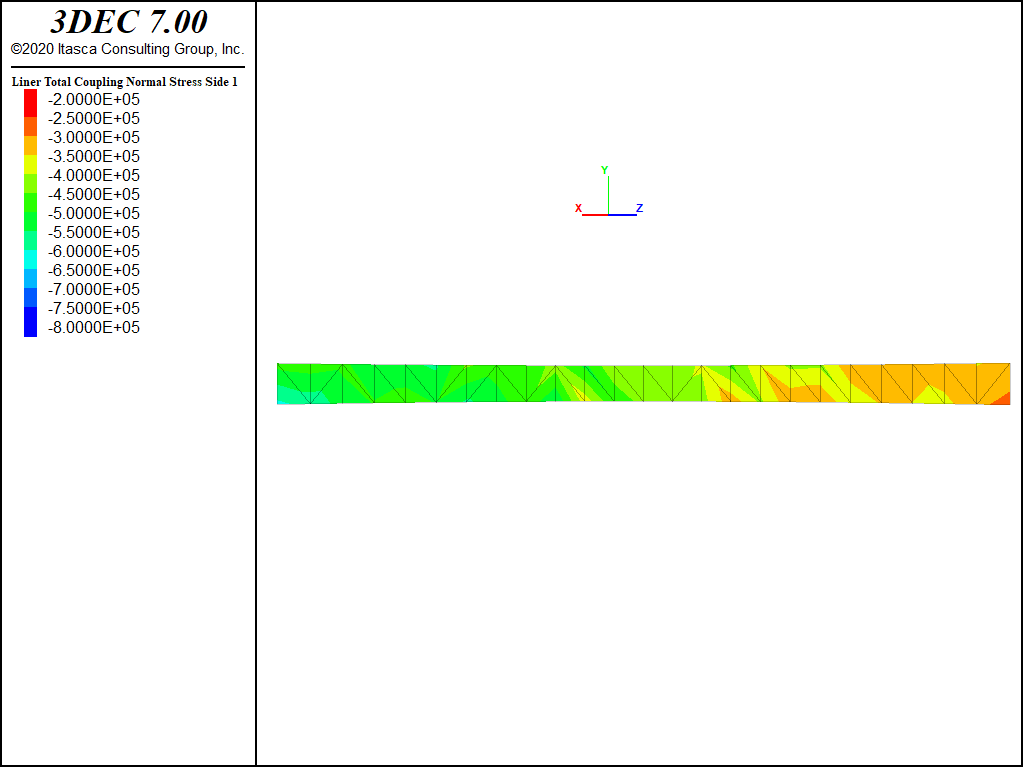 3DEC 7.00
©2020 Itasca Consulting Group, Inc.
Liner Total Coupling Normal Stress Side 1
-2.0000E+05
-2.5000E+05
-3.0000E+05
-3.5000E+05
-4.0000E+05
-4.5000E+05
-5.0000E+05
-5.5000E+05
-6.0000E+05
-6.5000E+05
-7.0000E+05
-7.5000E+05
-8.0000E+05
Y
X Z